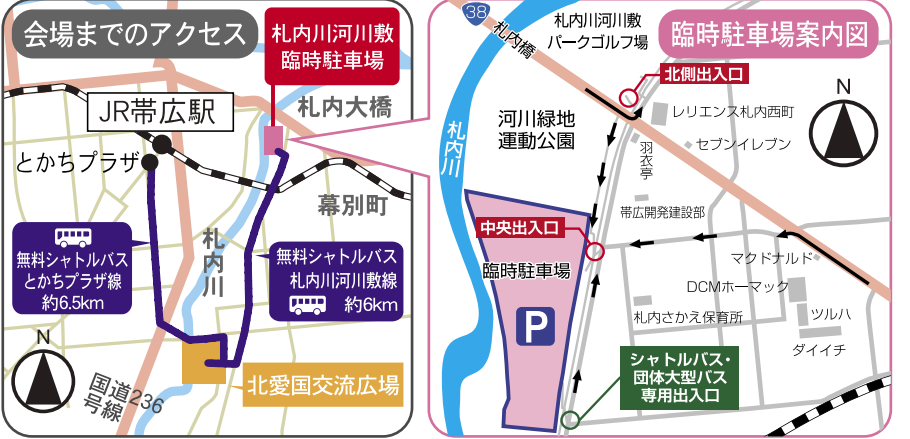 会場までのアクセス
札内川河川敷
臨時駐車場
札内大橋
JR帯広駅
とかちプラザ
幕別町
札内川
無料シャトルバス
とかちプラザ線
約6.5km
無料シャトルバス
札内川河川敷線
約6km
N
北愛国交流広場
国道236
号線
38
札内橋
札内川河川敷
パークゴルフ場
臨時駐車場案内図
北側出入口
N
河川緑地
運動公園
レリエンス札内西町
セブンイレブン
羽衣亭
札内川
帯広開発建設部
中央出入口
臨時駐車場
マクドナルド
DCMホーマック
P
札内さかえ保育所
ツルハ
ダイイチ
シャトルバス・
団体大型バス
専用出入口